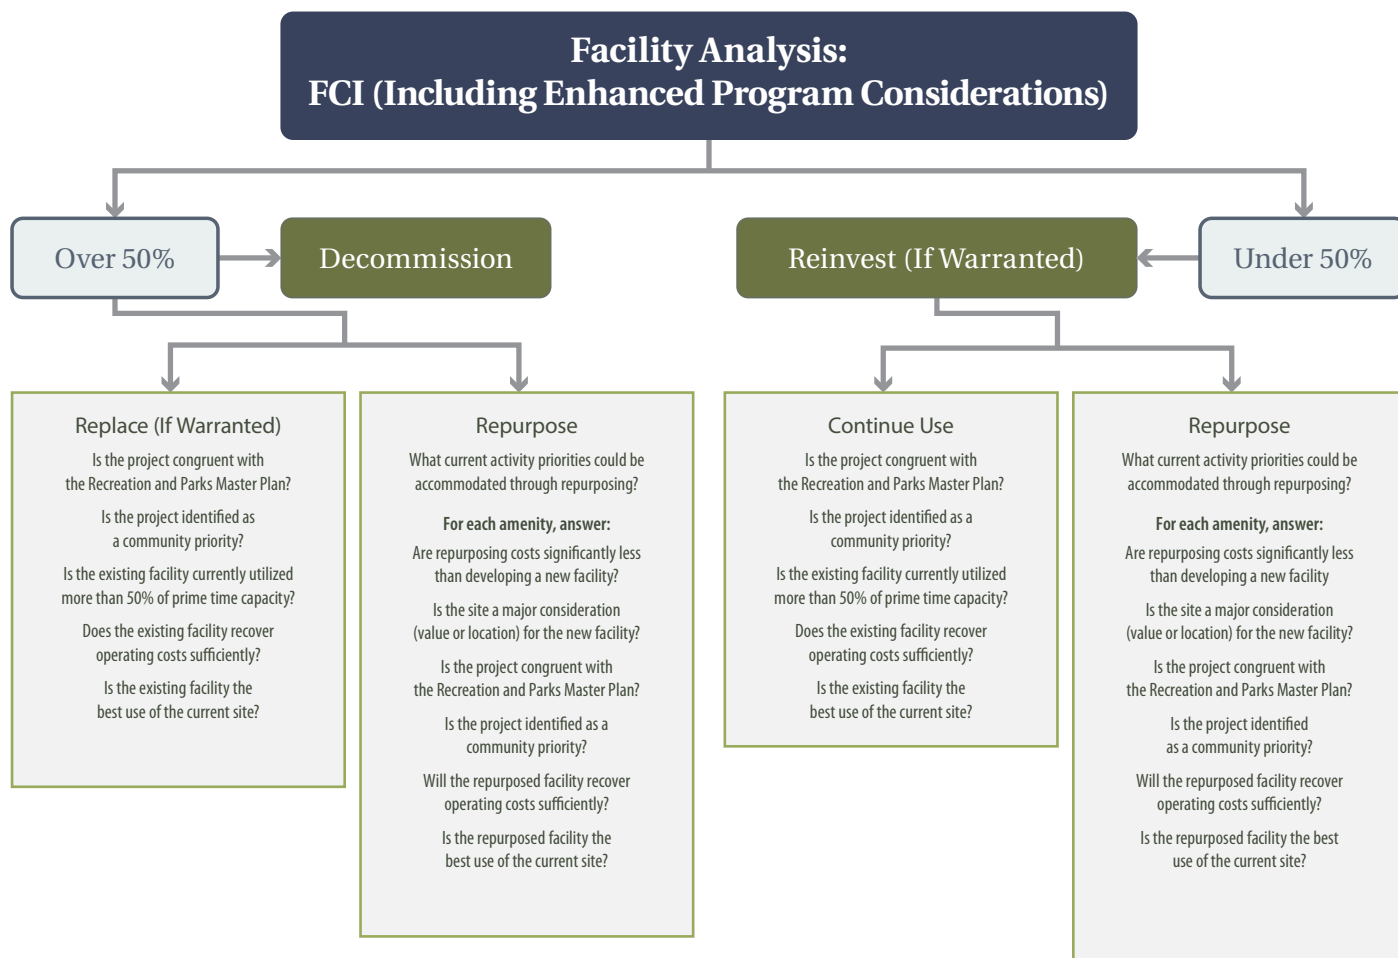 Facility Analysis:
FCI (Including Enhanced Program Considerations)
Over 50%
Decommission
Reinvest (If Warranted)
Under 50%
Replace (If Warranted)
Is the project congruent with
the Recreation and Parks Master Plan?
Is the project identified as
a community priority?
Is the existing facility currently utilized
more than 50% of prime time capacity?
Does the existing facility recover
operating costs sufficiently?
Is the existing facility the
best use of the current site?
Repurpose
What current activity priorities could be
accommodated through repurposing?
For each amenity, answer:
Are repurposing costs significantly less
than developing a new facility?
Is the site a major consideration
(value or location) for the new facility?
Is the project congruent with
the Recreation and Parks Master Plan?
Is the project identified as a
community priority?
Will the repurposed facility recover
operating costs sufficiently?
Is the repurposed facility the
best use of the current site?
Continue Use
Is the project congruent with
the Recreation and Parks Master Plan?
Is the project identified as a
community priority?
Is the existing facility currently utilized
more than 50% of prime time capacity?
Does the existing facility recover
operating costs sufficiently?
Is the existing facility the
best use of the current site?
Repurpose
What current activity priorities could be
accommodated through repurposing?
For each amenity, answer:
Are repurposing costs significantly less
than developing a new facility
Is the site a major consideration
(value or location) for the new facility?
Is the project congruent with
the Recreation and Parks Master Plan?
Is the project identified
as a community priority?
Will the repurposed facility recover
operating costs sufficiently?
Is the repurposed facility the best
use of the current site?